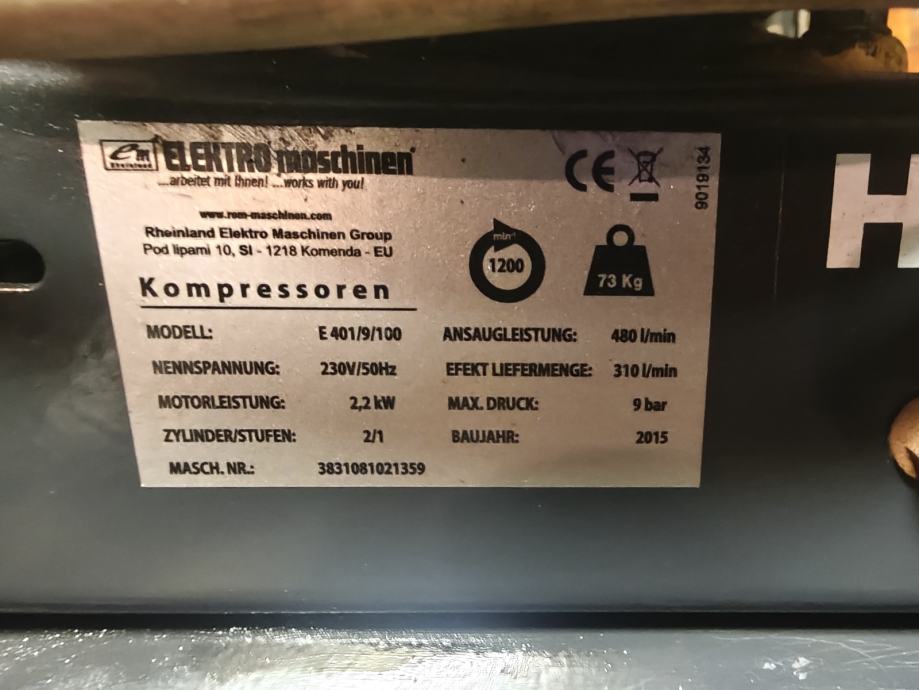 em ELEKTRO maschinen
Rheinland
...arbeitet mit Ihnen! ...works with you!
CE
9019134
www.rem-maschinen.com
Rheinland Elektro Maschinen Group
Pod lipami 10, SI - 1218 Komenda - EU
min-1
1200
73 Kg
Kompressoren
MODELL: E 401/9/100 ANSAUGLEISTUNG: 480 l/min
NENNSPANNUNG: 230V/50Hz EFEKT LIEFERMENGE: 310 l/min
MOTORLEISTUNG: 2,2 kW MAX. DRUCK: 9 bar
ZYLINDER/STUFEN: 2/1 BAUJAHR: 2015
MASCH. NR.: 3831081021359
H